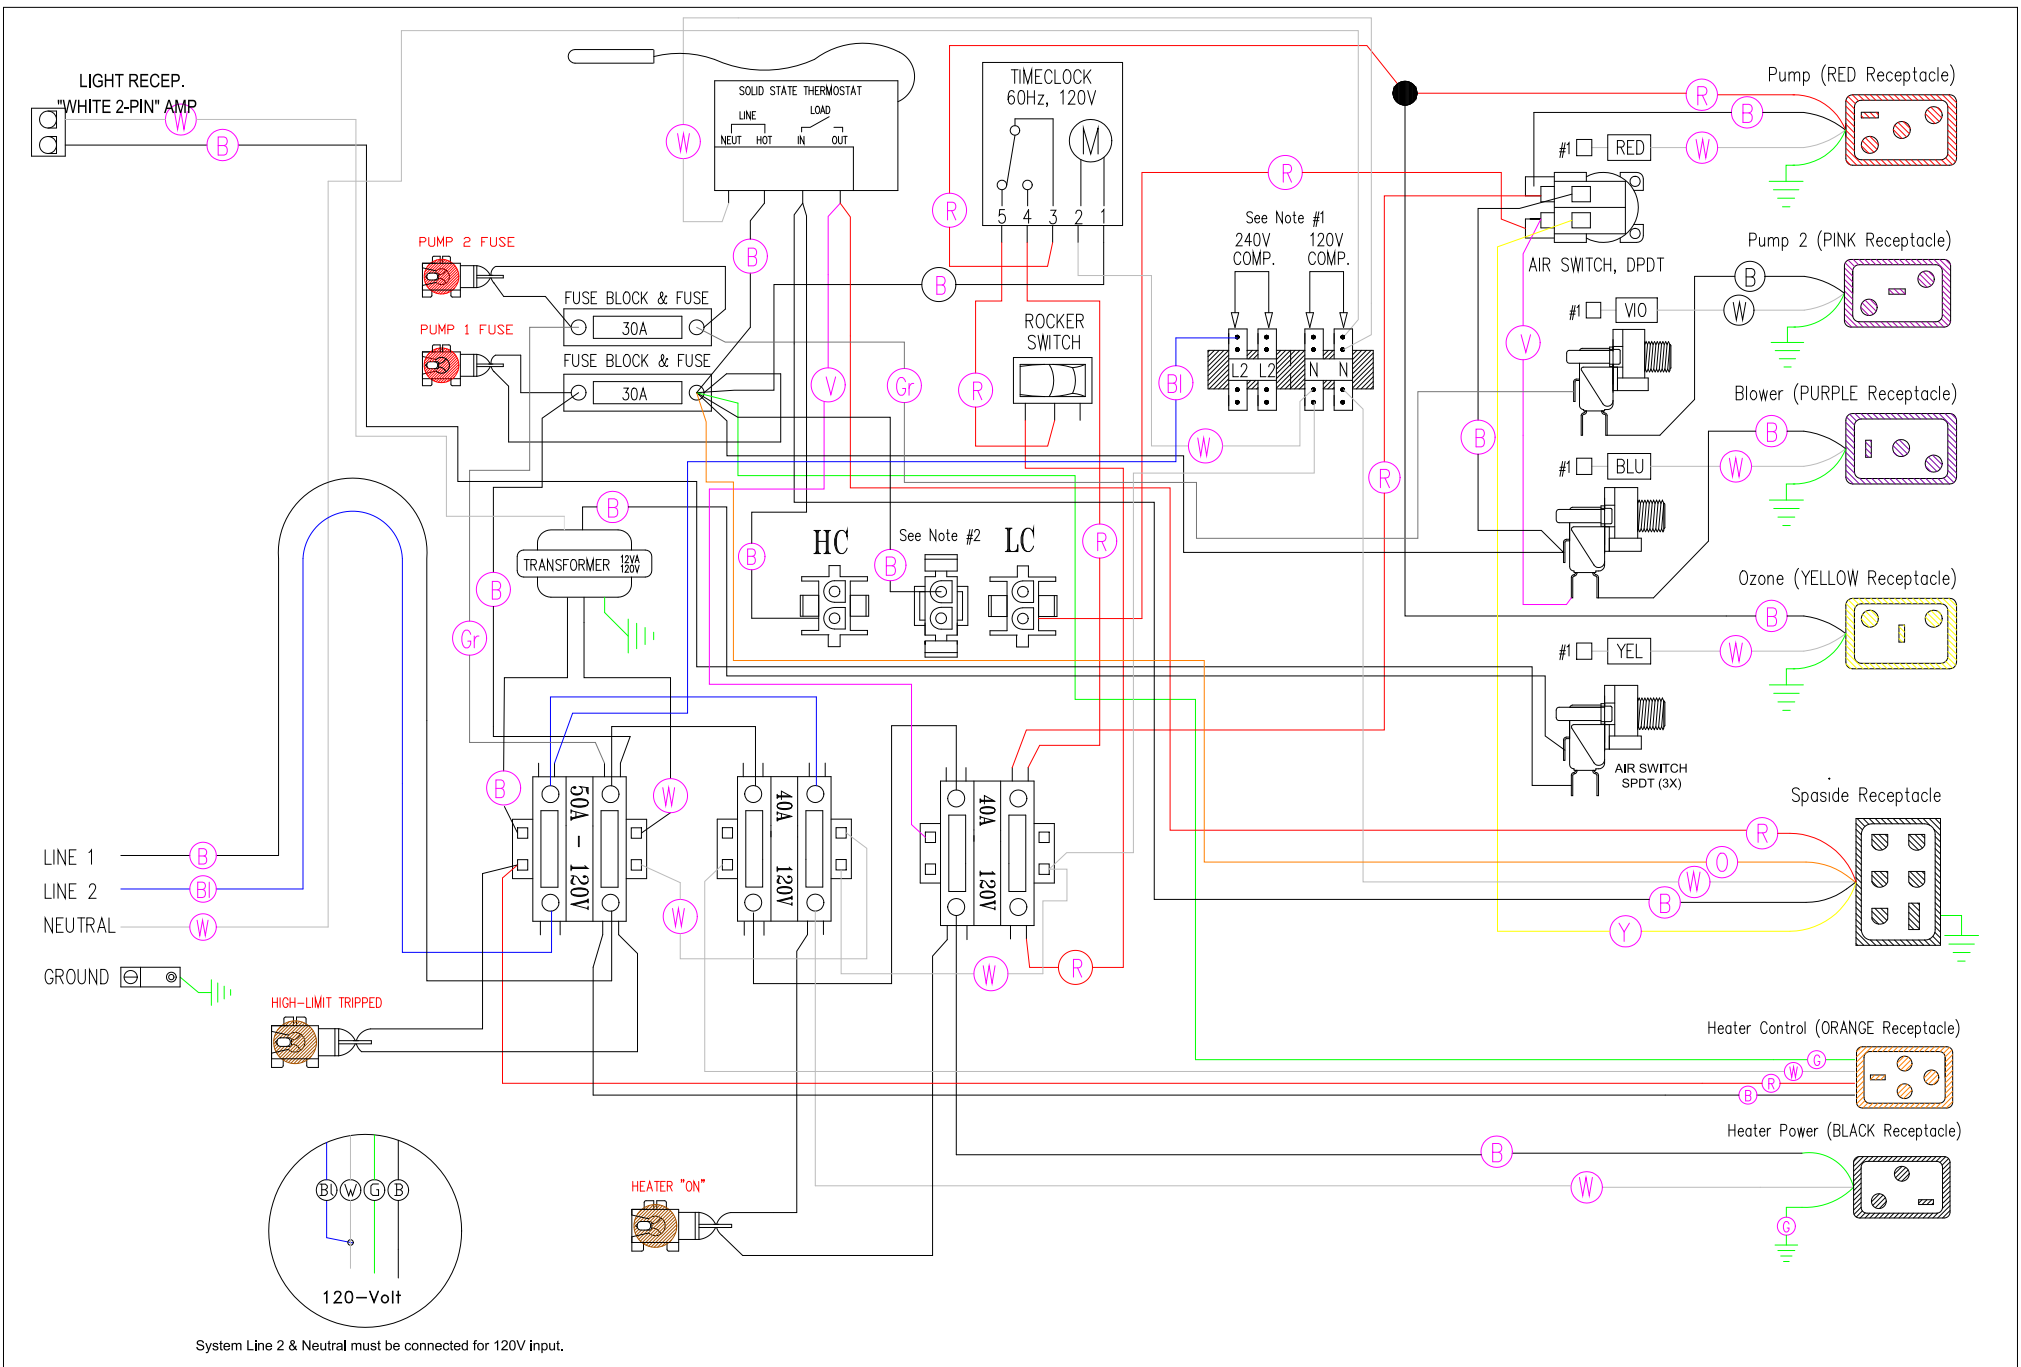 LIGHT RECEP.
"WHITE 2-PIN" AMP
W
B
SOLID STATE THERMOSTAT
LINE
LOAD
NEUT
HOT
IN
OUT
W
TIMECLOCK
60Hz, 120V
M
5 4 3 2 1
R
R
B
B
Pump (RED Receptacle)
R
B
#1
RED
W
AIR SWITCH, DPDT
Pump 2 (PINK Receptacle)
B
#1
VIO
W
V
See Note #1
240V
COMP.
120V
COMP.
L2
L2
N
N
Bl
W
PUMP 2 FUSE
FUSE BLOCK & FUSE
30A
PUMP 1 FUSE
FUSE BLOCK & FUSE
30A
V
Gr
ROCKER
SWITCH
R
B
R
Blower (PURPLE Receptacle)
B
#1
BLU
W
B
TRANSFORMER
12VA
120V
B
Gr
HC
B
See Note #2
B
LC
R
Ozone (YELLOW Receptacle)
B
#1
YEL
W
AIR SWITCH
SPDT (3X)
B
W
50A - 120V
40A 120V
40A 120V
W
W
R
Spaside Receptacle
R
O
W
B
Y
LINE 1
B
LINE 2
Bl
NEUTRAL
W
GROUND
HIGH-LIMIT TRIPPED
Heater Control (ORANGE Receptacle)
G
W
R
B
Heater Power (BLACK Receptacle)
B
W
G
HEATER "ON"
Bl W G B
120-Volt
System Line 2 & Neutral must be connected for 120V input.